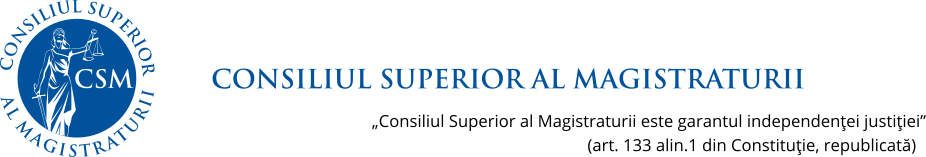 CONSILIUL SUPERIOR
AL MAGISTRATURII
CSM
CONSILIUL SUPERIOR AL MAGISTRATURII
„Consiliul Superior al Magistraturii este garantul independenţei justiţiei”
(art. 133 alin.1 din Constituţie, republicată)